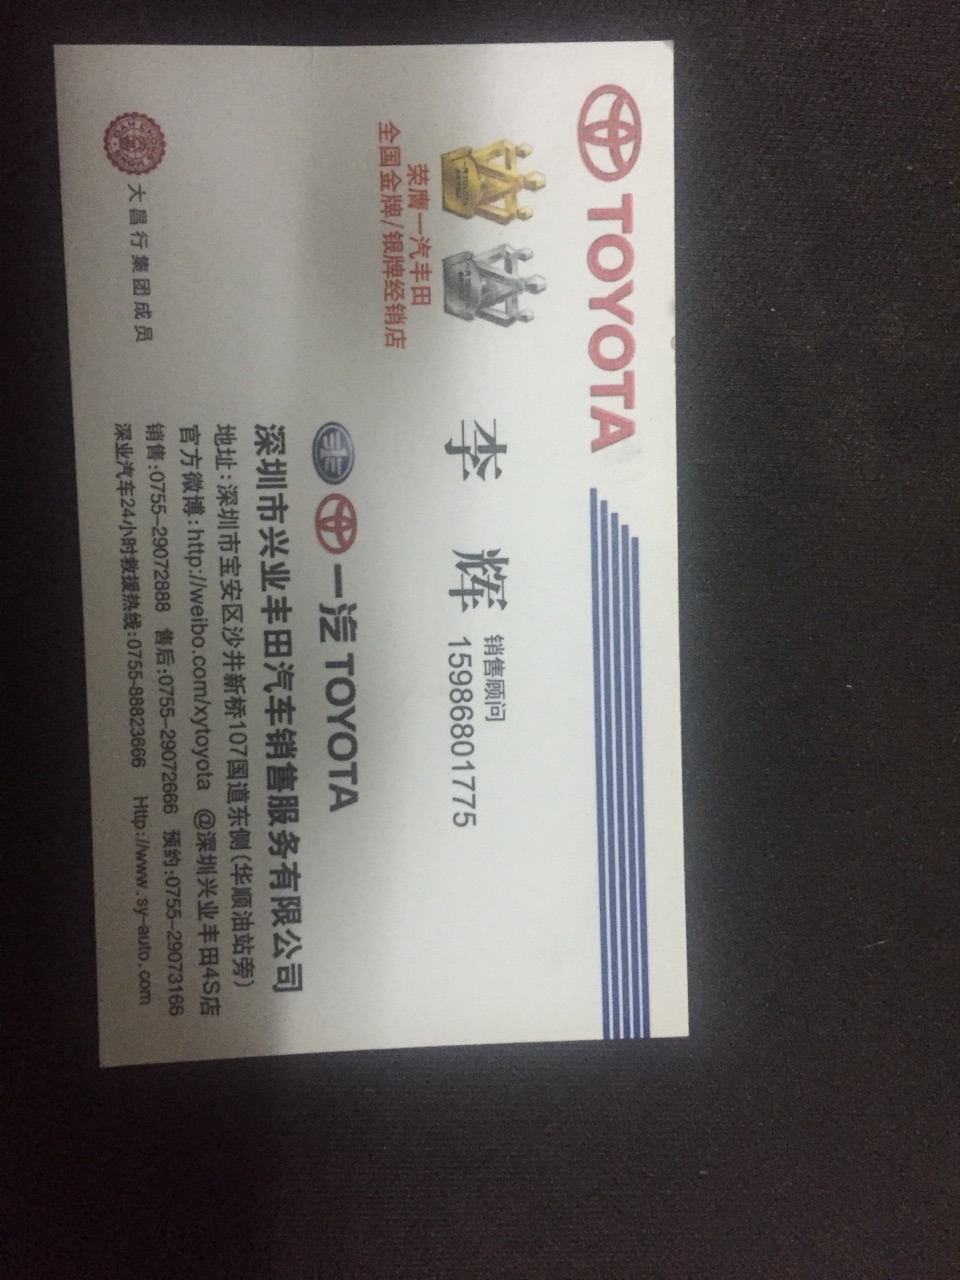 TOYOTA
荣膺一汽丰田
全国金牌/银牌经销店
李 辉
销售顾问
15986801775
一汽 TOYOTA
深圳市兴业丰田汽车销售服务有限公司
地址:深圳市宝安区沙井新桥107国道东侧(华顺油站旁)
官方微博:http://weibo.com/xytoyota @深圳兴业丰田4S店
销售:0755-29072888 售后:0755-29072666 预约:0755-29073166
深业汽车24小时救援热线:0755-88823666 Http://www.sy-auto.com
大昌行集团成员